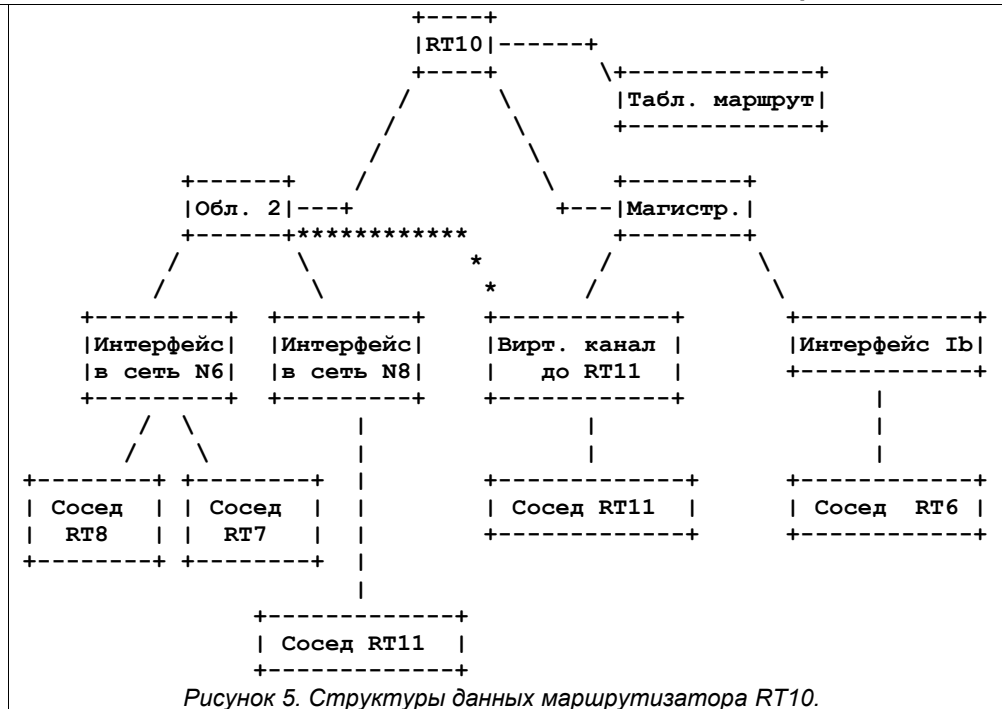 RT10
Табл. маршрут
Обл. 2
Магистр.
Интерфейс
в сеть N6
Интерфейс
в сеть N8
Вирт. канал
до RT11
Интерфейс Ib
Сосед
RT8
Сосед
RT7
Сосед RT11
Сосед RT6
Сосед RT11
Рисунок 5. Структуры данных маршрутизатора RT10.